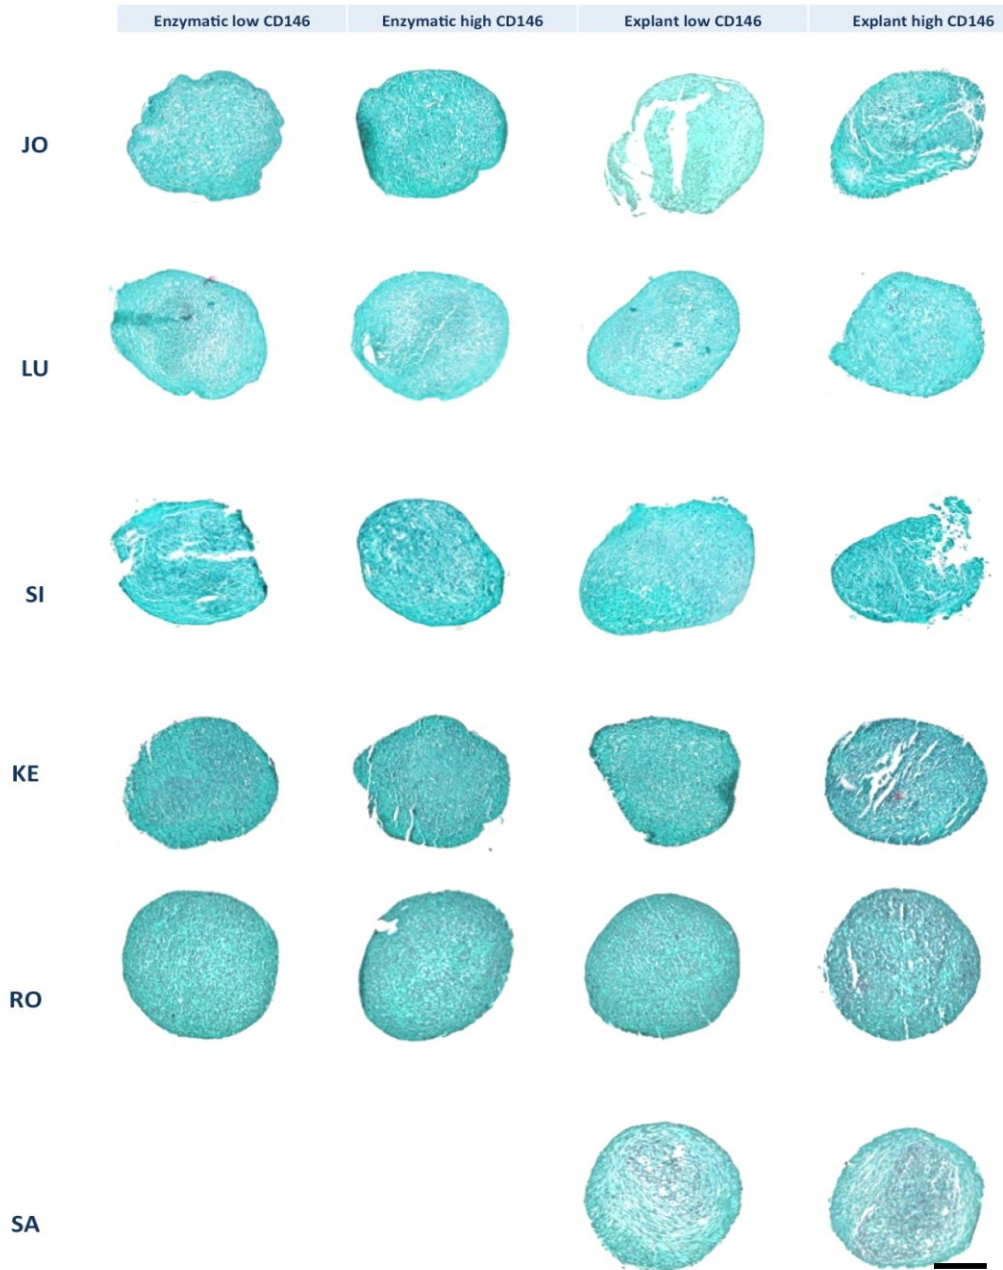 Enzymatic low CD146 Enzymatic high CD146 Explant low CD146 Explant high CD146
JO
LU
SI
KE
RO
SA